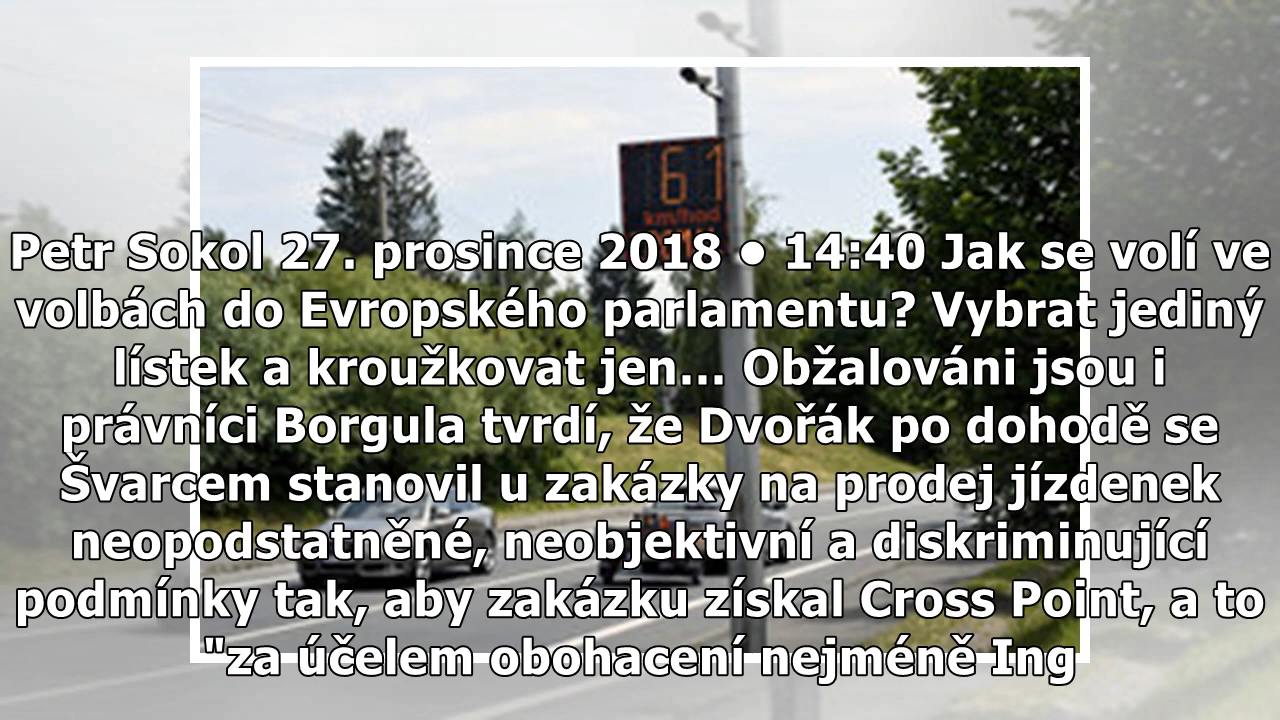 61
km/hod
Petr Sokol 27. prosince 2018 • 14:40 Jak se volí ve
volbách do Evropského parlamentu? Vybrat jediný
lístek a kroužkovat jen... Obžalováni jsou i
právníci Borgula tvrdí, že Dvořák po dohodě se
Švarcem stanovil u zakázky na prodej jízdenek
neopodstatněné, neobjektivní a diskriminující
podmínky tak, aby zakázku získal Cross Point, a to
"za účelem obohacení nejméně Ing